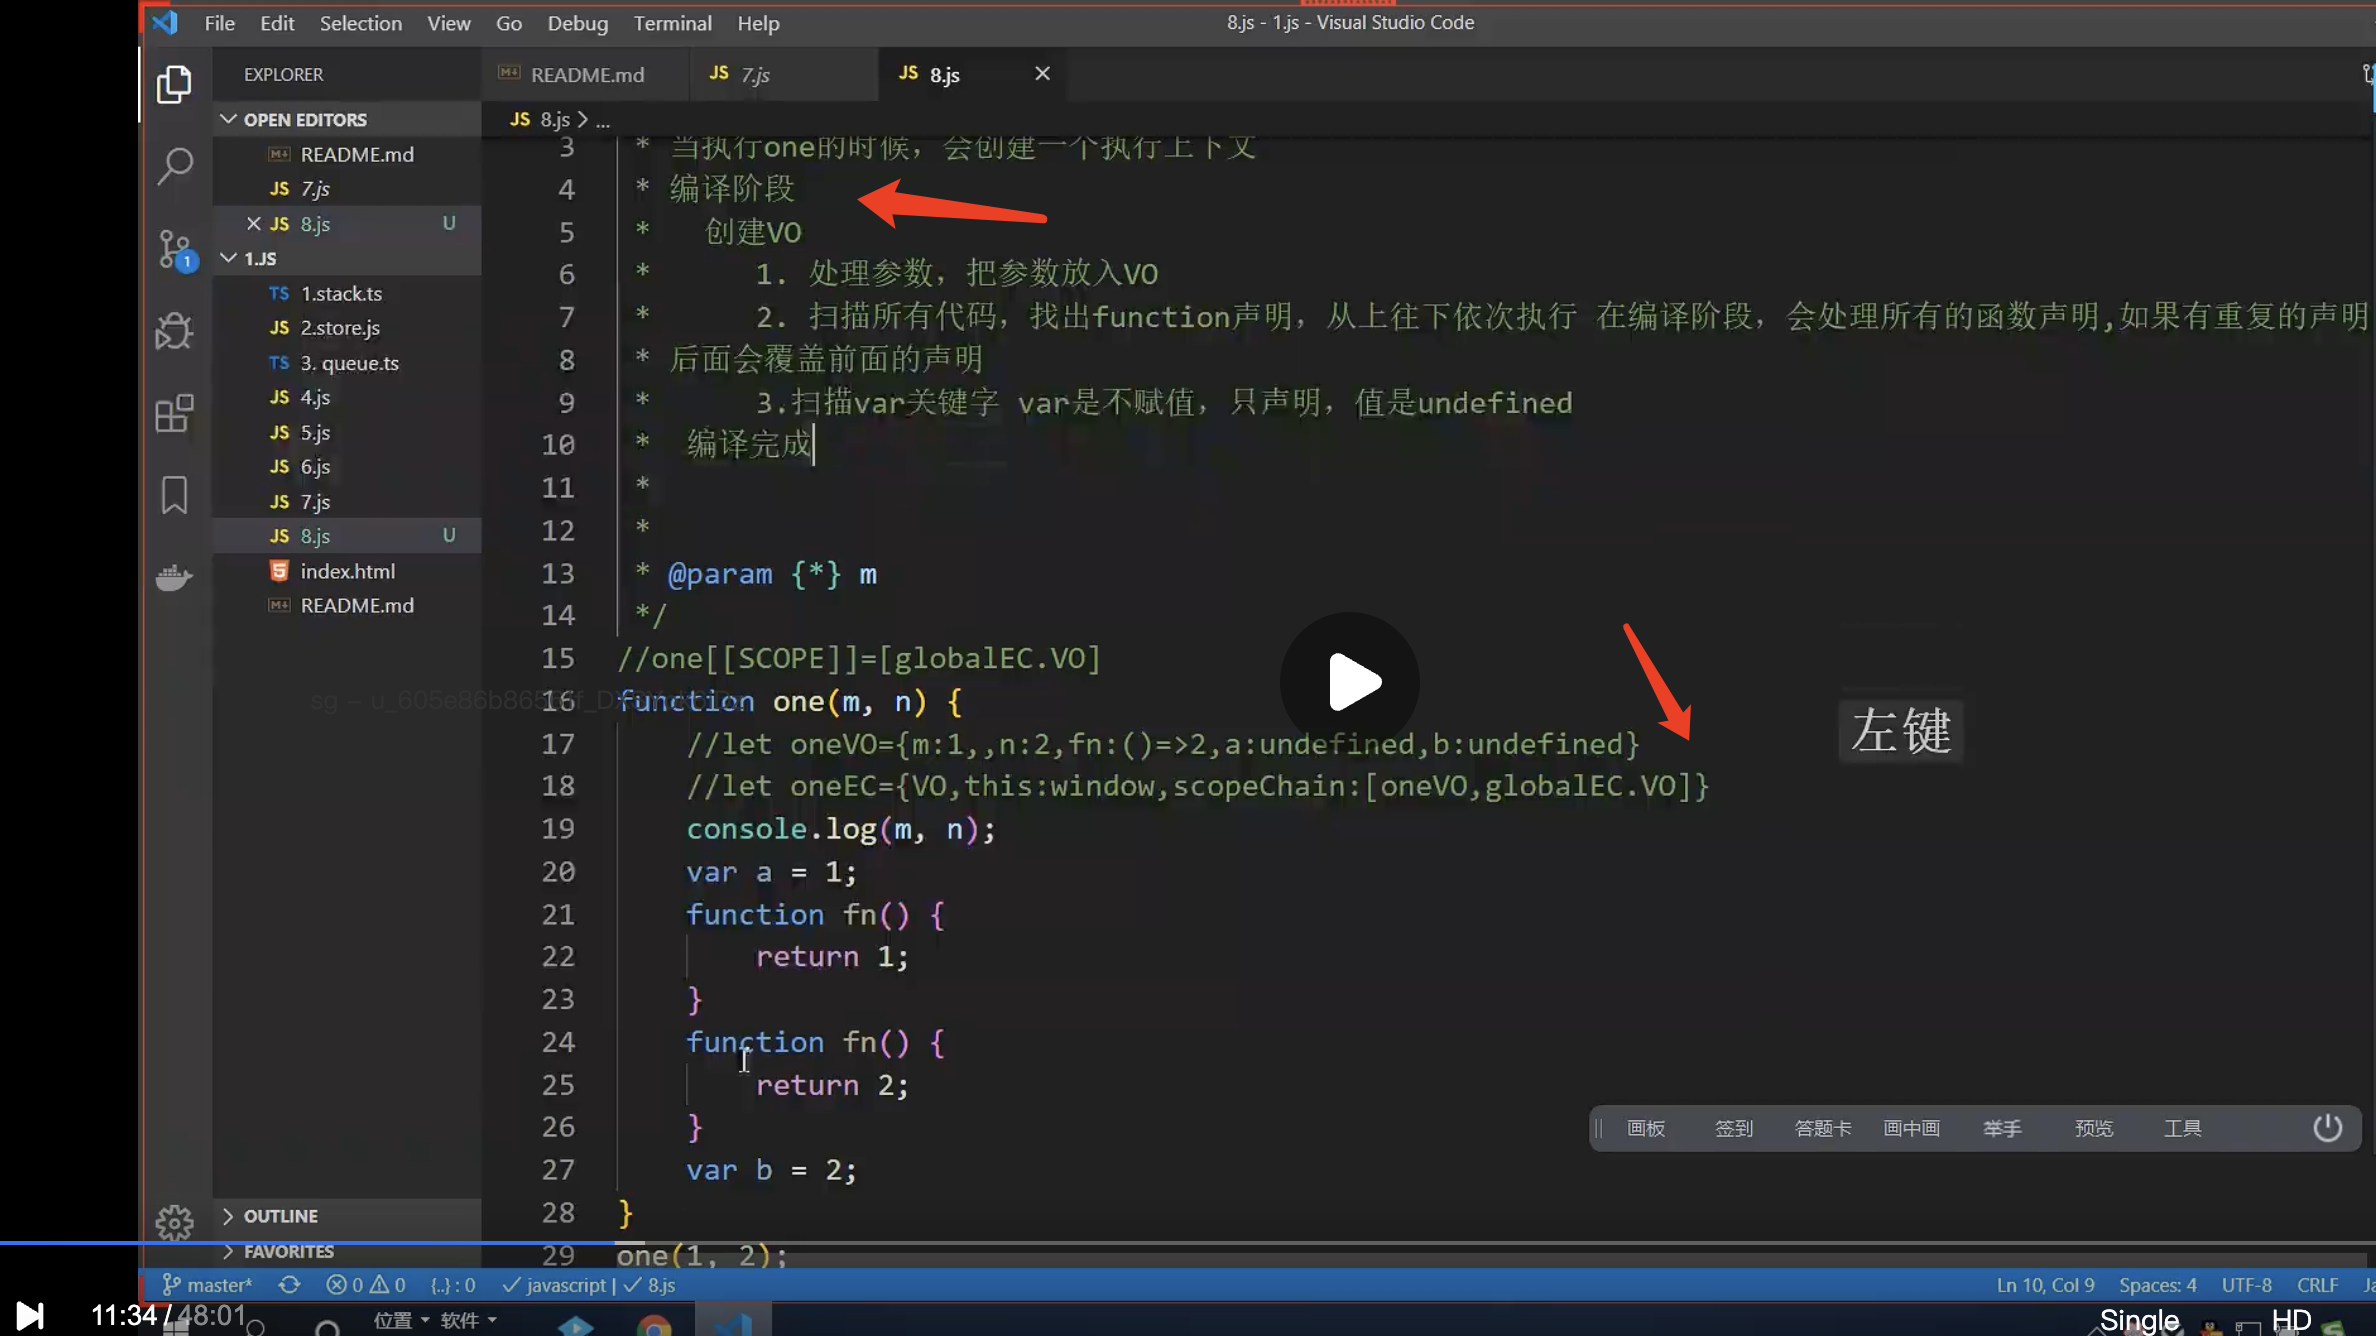 File Edit Selection View Go Debug Terminal Help
8.js - 1.js - Visual Studio Code
EXPLORER
OPEN EDITORS
README.md
JS 7.js
JS 8.js U
1.JS
TS 1.stack.ts
JS 2.store.js
TS 3. queue.ts
JS 4.js
JS 5.js
JS 6.js
JS 7.js
JS 8.js U
index.html
README.md
OUTLINE
FAVORITES
1
README.md JS 7.js JS 8.js
JS 8.js > ...
3 * 当执行one的时候，会创建一个执行上下文
4 * 编译阶段
5 * 创建VO
6 * 1. 处理参数，把参数放入VO
7 * 2. 扫描所有代码，找出function声明，从上往下依次执行 在编译阶段，会处理所有的函数声明,如果有重复的声明
8 * 后面会覆盖前面的声明
9 * 3.扫描var关键字 var是不赋值，只声明，值是undefined
10 * 编译完成
11 *
12 *
13 * @param {*} m
14 */
15 //one[[SCOPE]]=[globalEC.VO]
16 function one(m, n) {
17 //let oneVO={m:1,,n:2,fn:()=>2,a:undefined,b:undefined}
18 //let oneEC={VO,this:window,scopeChain:[oneVO,globalEC.VO]}
19 console.log(m, n);
20 var a = 1;
21 function fn() {
22 return 1;
23 }
24 function fn() {
25 return 2;
26 }
27 var b = 2;
28 }
29 one(1, 2);
左键
画板 签到 答题卡 画中画 举手 预览 工具
master* 0 0 {..} : 0 javascript | 8.js
Ln 10, Col 9 Spaces: 4 UTF-8 CRLF
11:34 / 48:01
位置 软件
Single HD